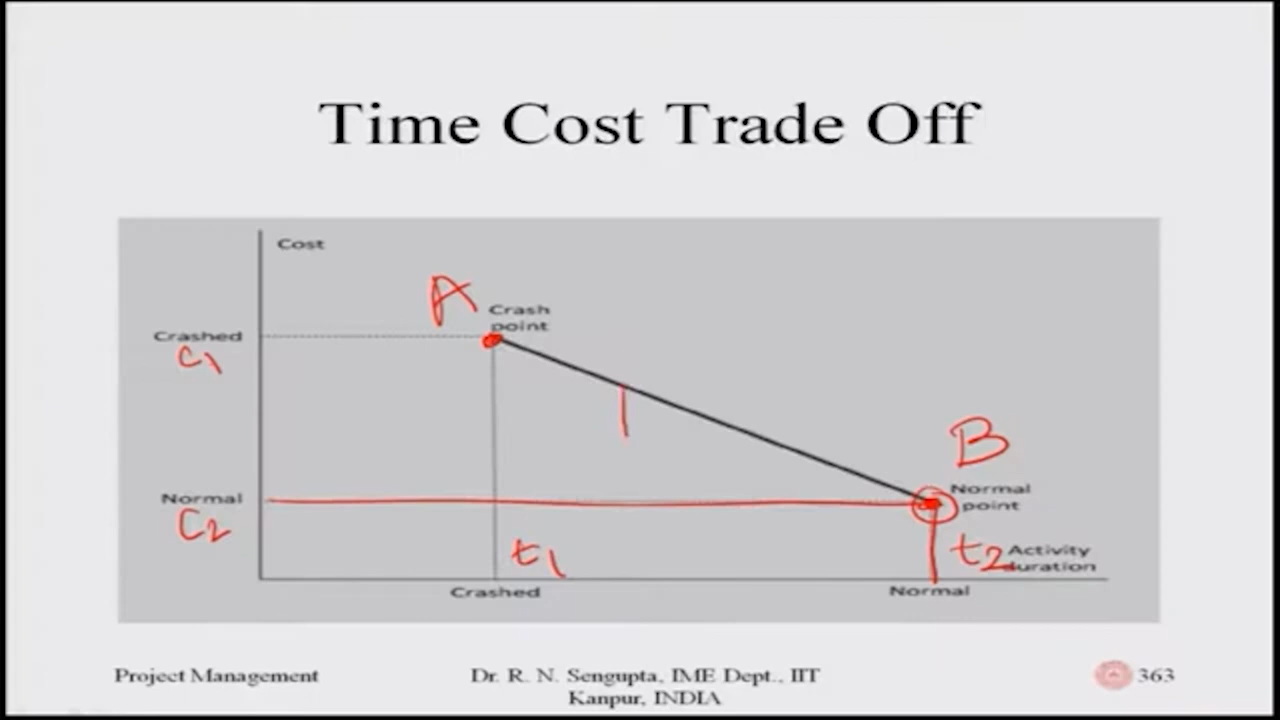 Time Cost Trade Off
Cost
A
Crash
point
Crashed
C1
B
Normal
C2
Normal
point
t1
t2
Activity
duration
Crashed
Normal
Project Management
Dr. R. N. Sengupta, IME Dept., IIT
Kanpur, INDIA
363